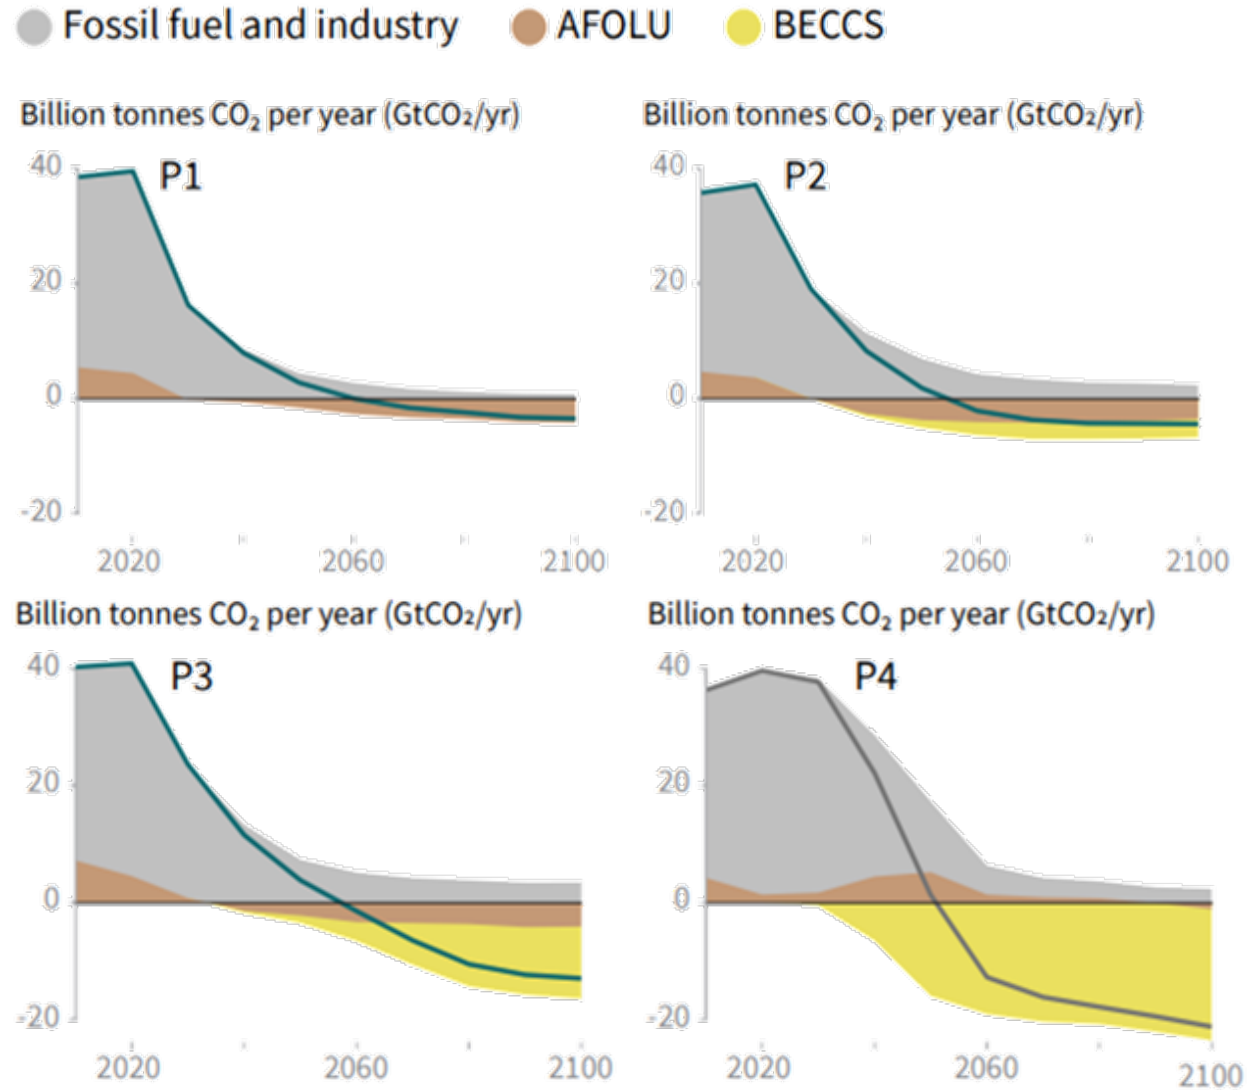 Fossil fuel and industry AFOLU BECCS
Billion tonnes CO₂ per year (GtCO₂/yr) Billion tonnes CO₂ per year (GtCO₂/yr)
40 P1 40 P2
20 20
0 0
-20 -20
2020 2060 2100 2020 2060 2100
Billion tonnes CO₂ per year (GtCO₂/yr) Billion tonnes CO₂ per year (GtCO₂/yr)
40 P3 40 P4
20 20
0 0
-20 -20
2020 2060 2100 2020 2060 2100